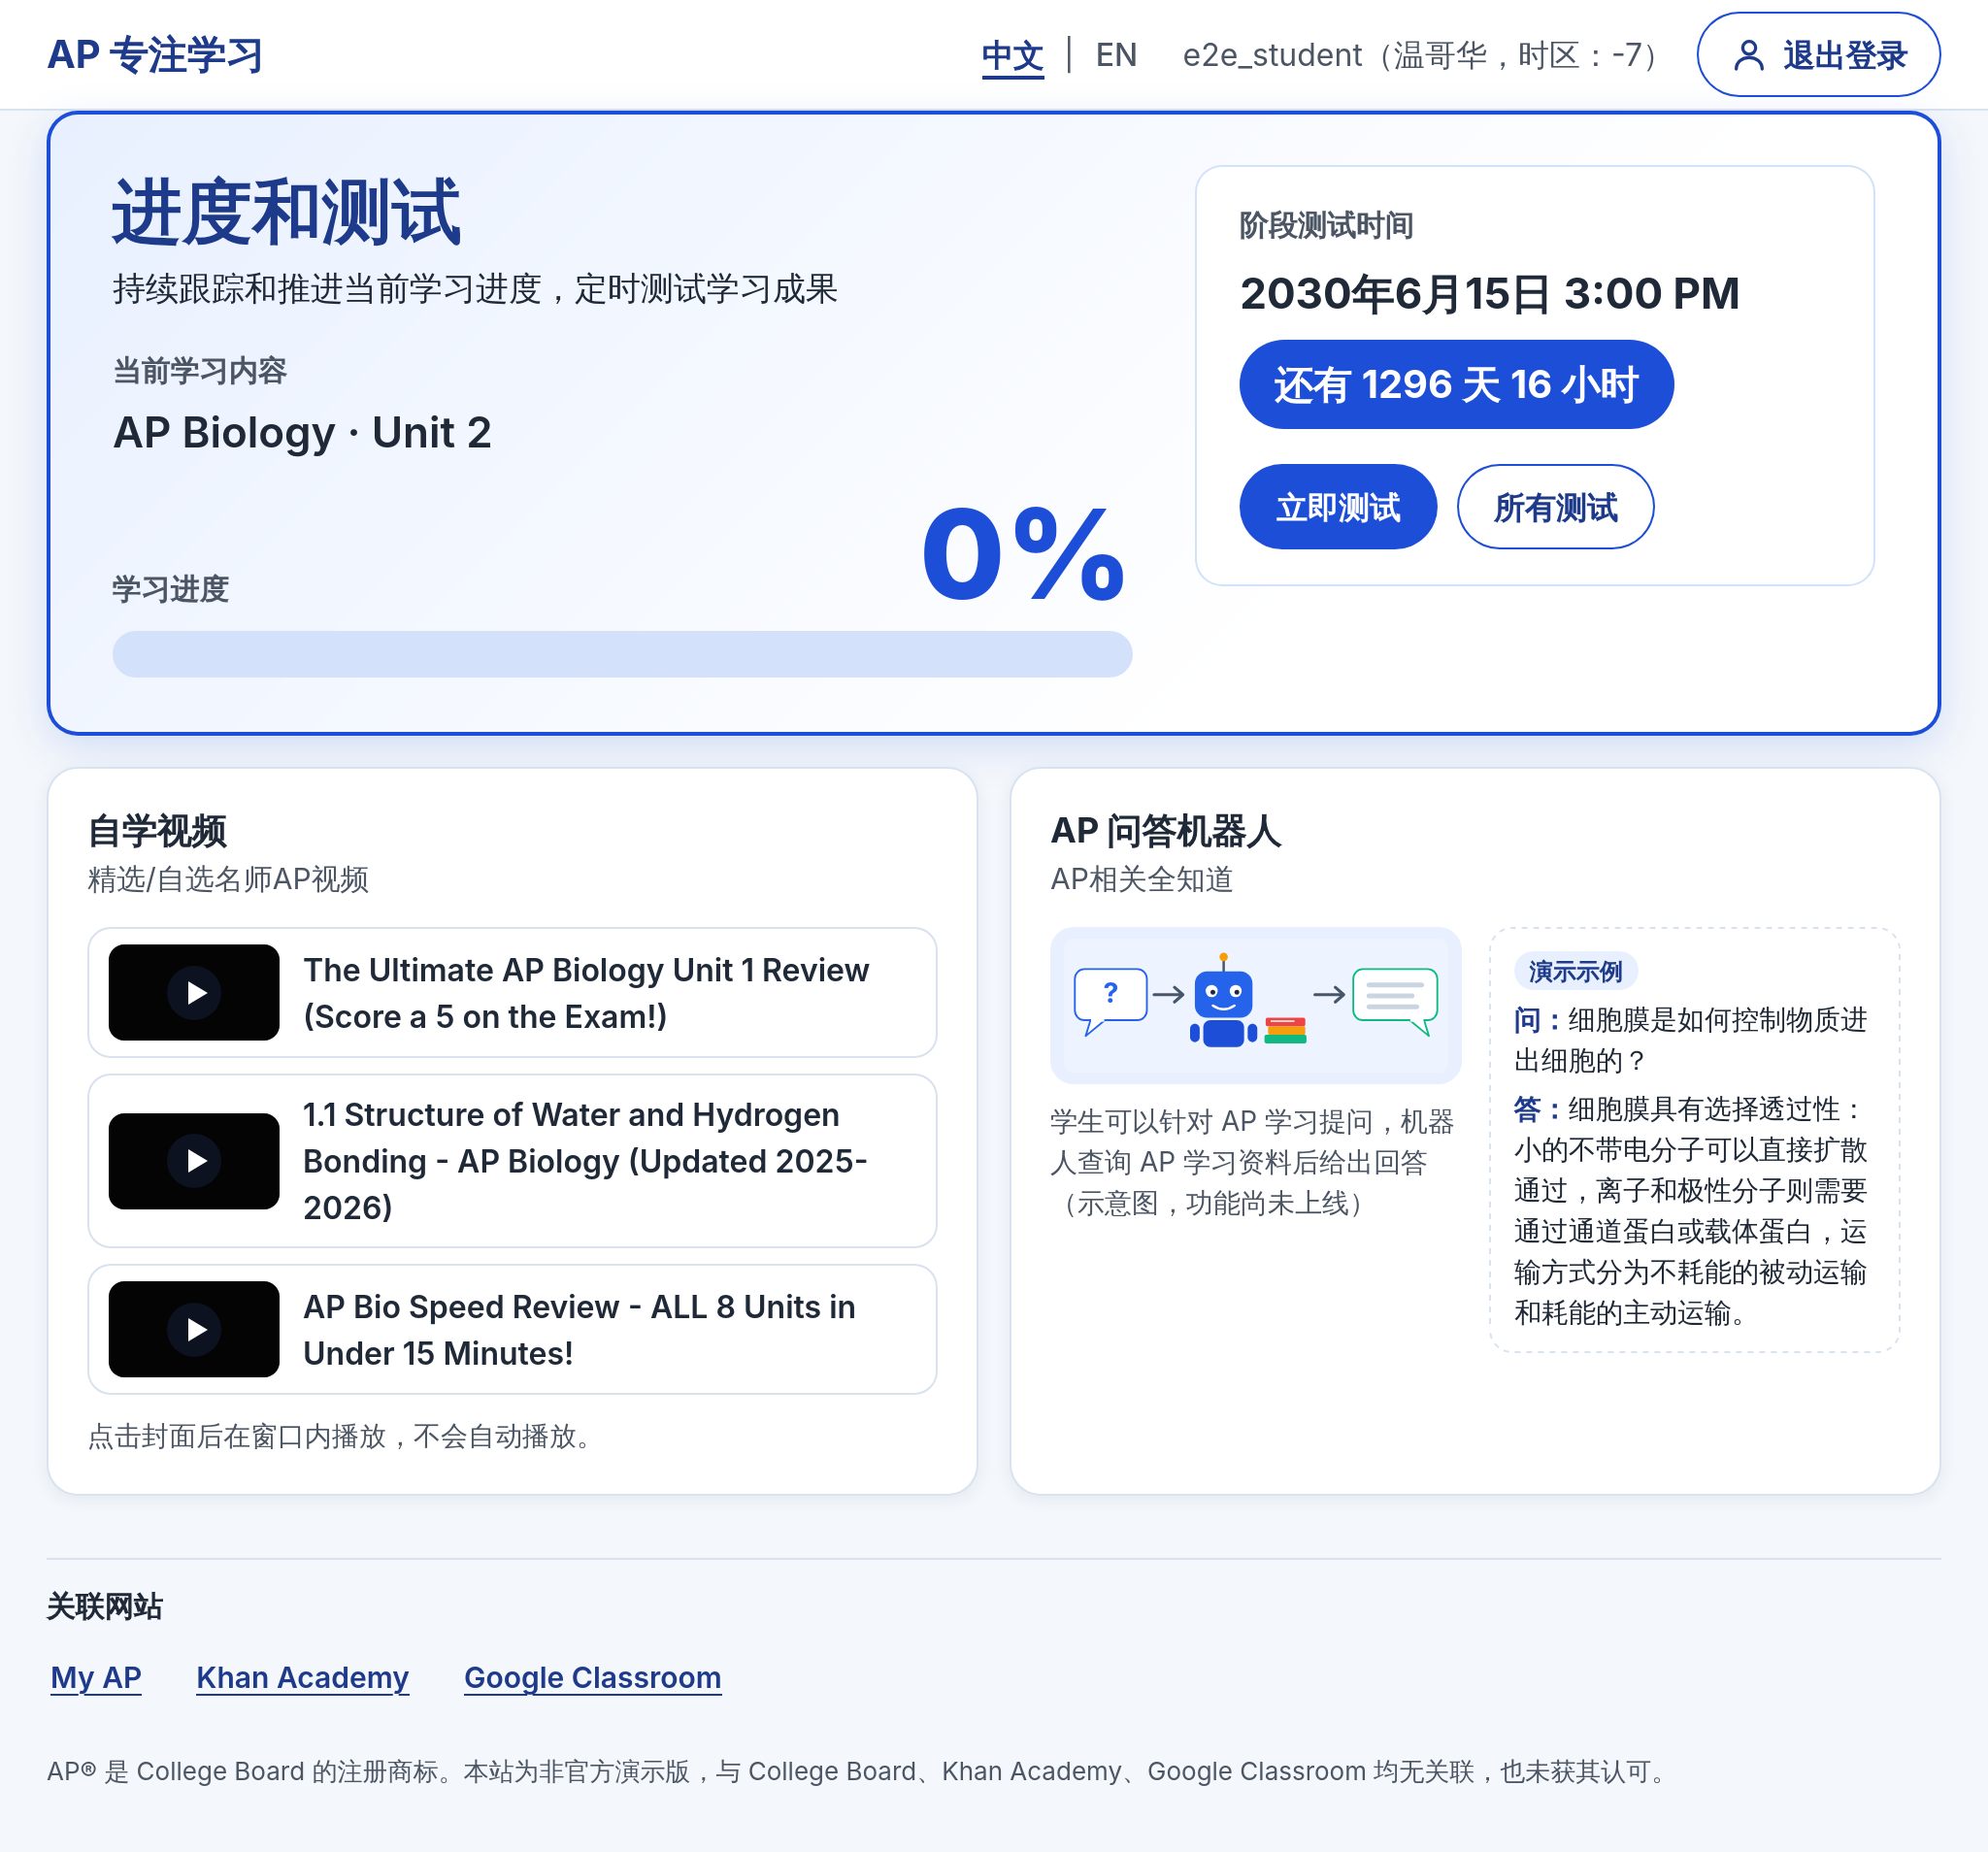 AP 专注学习
中文 | EN e2e_student（温哥华，时区：-7） 退出登录
进度和测试
持续跟踪和推进当前学习进度，定时测试学习成果
当前学习内容
AP Biology · Unit 2
学习进度
0%
阶段测试时间
2030年6月15日 3:00 PM
还有 1296 天 16 小时
立即测试 所有测试
自学视频
精选/自选名师AP视频
The Ultimate AP Biology Unit 1 Review
(Score a 5 on the Exam!)
1.1 Structure of Water and Hydrogen
Bonding - AP Biology (Updated 2025-
2026)
AP Bio Speed Review - ALL 8 Units in
Under 15 Minutes!
点击封面后在窗口内播放，不会自动播放。
AP 问答机器人
AP相关全知道
?
学生可以针对 AP 学习提问，机器
人查询 AP 学习资料后给出回答
（示意图，功能尚未上线）
演示示例
问：细胞膜是如何控制物质进
出细胞的？
答：细胞膜具有选择透过性：
小的不带电分子可以直接扩散
通过，离子和极性分子则需要
通过通道蛋白或载体蛋白，运
输方式分为不耗能的被动运输
和耗能的主动运输。
关联网站
My AP Khan Academy Google Classroom
AP® 是 College Board 的注册商标。本站为非官方演示版，与 College Board、Khan Academy、Google Classroom 均无关联，也未获其认可。